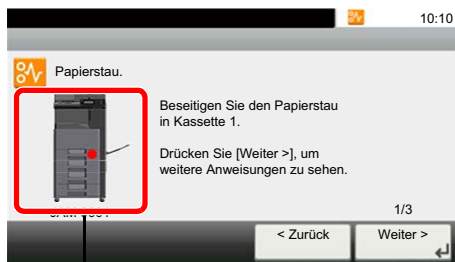 10:10
Papierstau.
Beseitigen Sie den Papierstau
in Kassette 1.
Drücken Sie [Weiter >], um
weitere Anweisungen zu sehen.
1/3
< Zurück
Weiter >